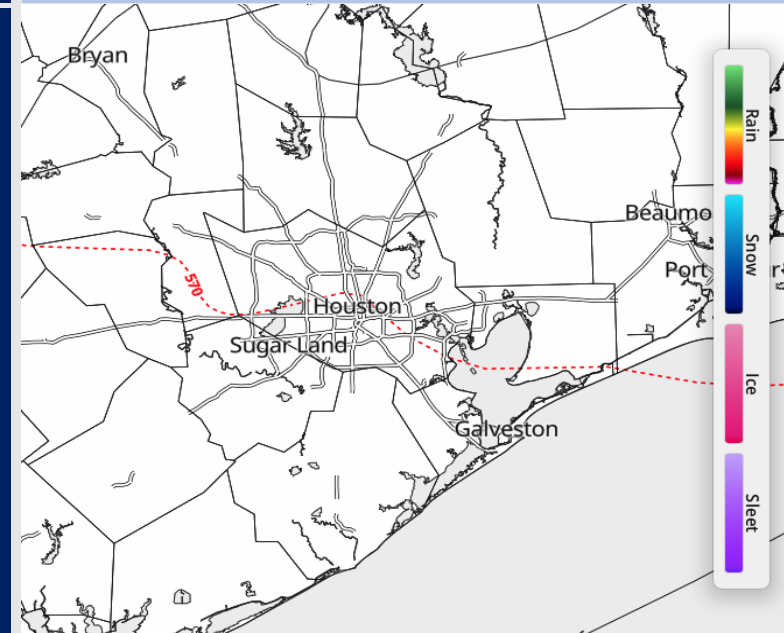 Bryan
Rain
Beaumo
Snow
Port
570
Houston
Sugar Land
Ice
Galveston
Sleet